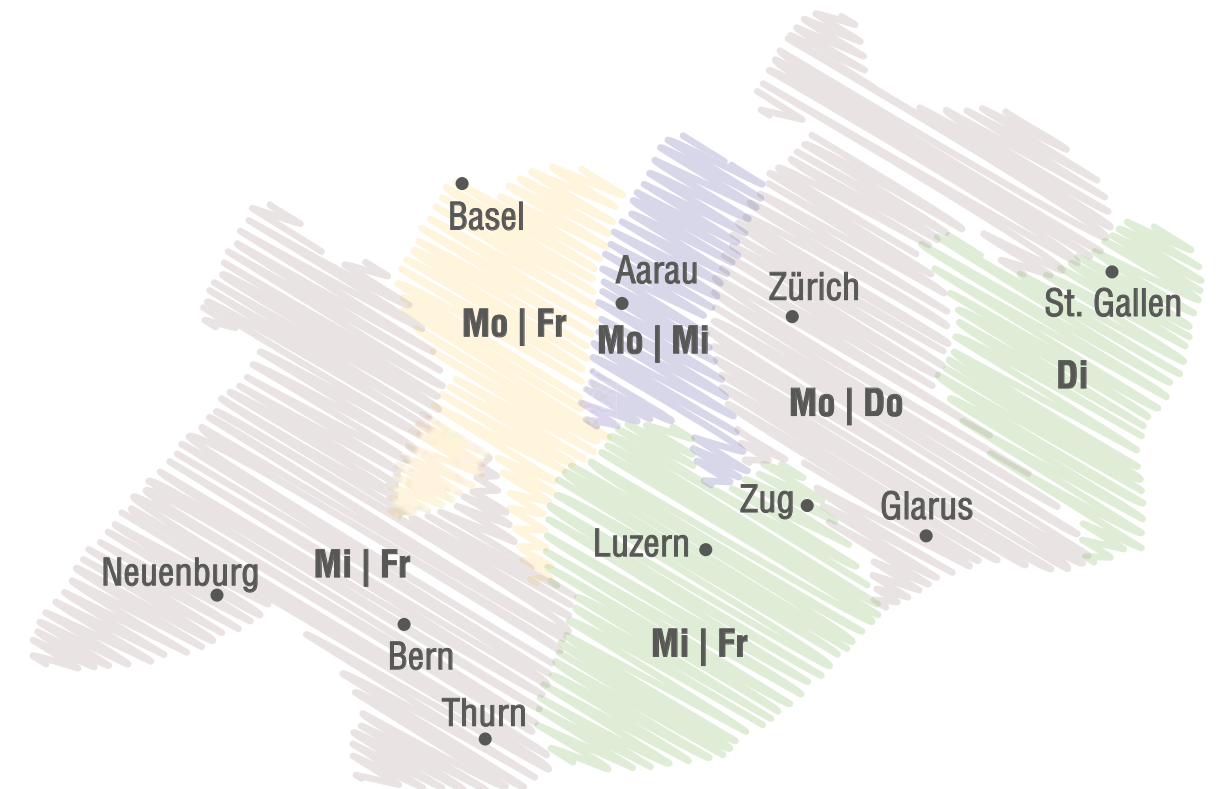 Basel
Aarau
Zürich
St. Gallen
Mo | Fr
Mo | Mi
Di
Mo | Do
Zug
Glarus
Luzern
Neuenburg
Mi | Fr
Bern
Mi | Fr
Thurn